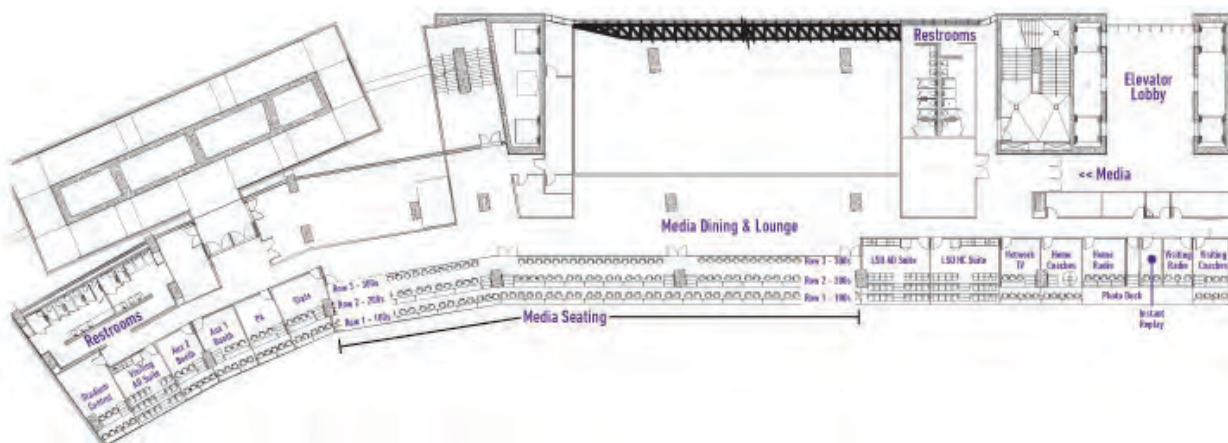 Restrooms
Elevator
Lobby
<< Media
Media Dining & Lounge
Row 3 - 300s
Row 2 - 200s
Row 1 - 100s
LSU AD Suite
LSU HC Suite
Network
TV
Home
Coaches
Home
Radio
Visiting
Radio
Visiting
Coaches
Photo Deck
Instant
Replay
Row 3 - 300s
Row 2 - 200s
Row 1 - 100s
Media Seating
Stats
PA
Aux 1
Booth
Aux 2
Booth
Visiting
AD Suite
Stadium
Control
Restrooms